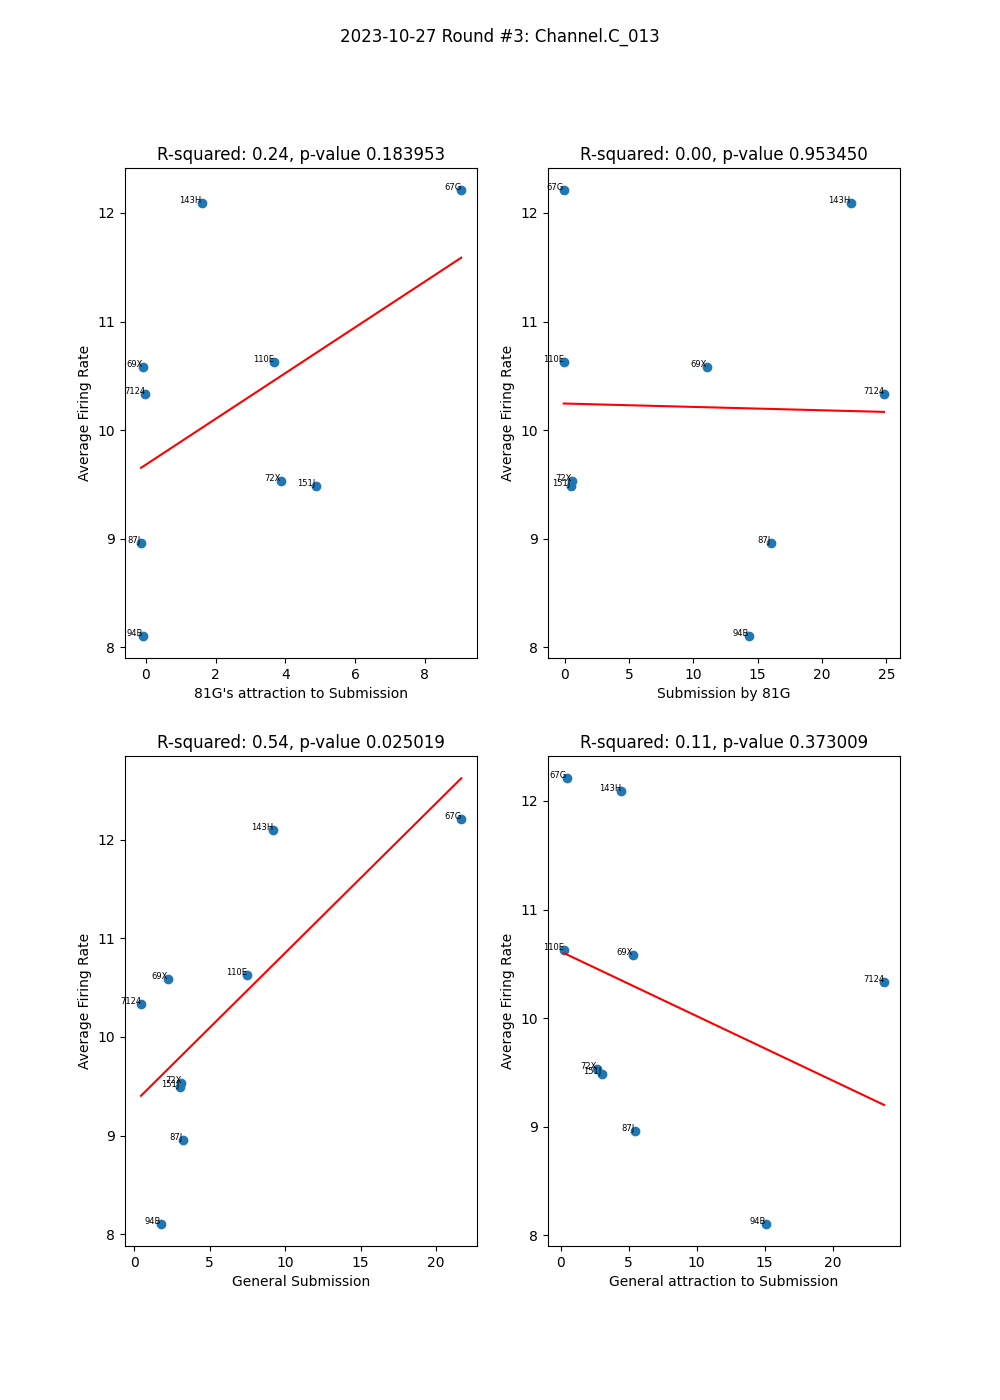 2023-10-27 Round #3: Channel.C_013
R-squared: 0.24, p-value 0.183953
12
11
10
9
8
Average Firing Rate
67G
143H
110E
69X
7124
72X
151J
87J
94B
0 2 4 6 8
81G's attraction to Submission
R-squared: 0.00, p-value 0.953450
12
11
10
9
8
Average Firing Rate
67G
143H
110E
69X
7124
72X
151J
87J
94B
0 5 10 15 20 25
Submission by 81G
R-squared: 0.54, p-value 0.025019
12
11
10
9
8
Average Firing Rate
67G
143H
110E
69X
7124
72X
151J
87J
94B
0 5 10 15 20
General Submission
R-squared: 0.11, p-value 0.373009
12
11
10
9
8
Average Firing Rate
67G
143H
110E
69X
7124
72X
151J
87J
94B
0 5 10 15 20
General attraction to Submission